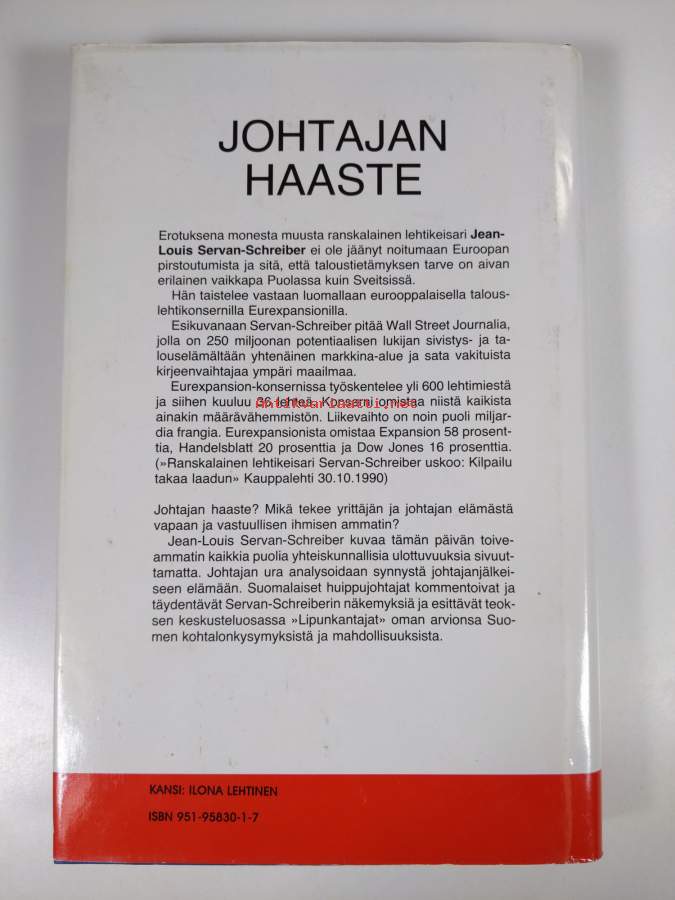 JOHTAJAN
HAASTE
Erotuksena monesta muusta ranskalainen lehtikeisari Jean-
Louis Servan-Schreiber ei ole jäänyt noitumaan Euroopan
pirstoutumista ja sitä, että taloustietämyksen tarve on aivan
erilainen vaikkapa Puolassa kuin Sveitsissä.
Hän taistelee vastaan luomallaan eurooppalaisella talous-
lehtikonsernilla Eurexpansionilla.
Esikuvanaan Servan-Schreiber pitää Wall Street Journalia,
jolla on 250 miljoonan potentiaalisen lukijan sivistys- ja ta-
louselämältään yhtenäinen markkina-alue ja sata vakituista
kirjeenvaihtajaa ympäri maailmaa.
Eurexpansion-konsernissa työskentelee yli 600 lehtimiestä
ja siihen kuuluu 36 lehteä. Konserni omistaa niistä kaikista
Antikvariaatti.net
ainakin määrävähemmistön. Liikevaihto on noin puoli miljar-
dia frangia. Eurexpansionista omistaa Expansion 58 prosent-
tia, Handelsblatt 20 prosenttia ja Dow Jones 16 prosenttia.
(»Ranskalainen lehtikeisari Servan-Schreiber uskoo: Kilpailu
takaa laadun» Kauppalehti 30.10.1990)
Johtajan haaste? Mikä tekee yrittäjän ja johtajan elämästä
vapaan ja vastuullisen ihmisen ammatin?
Jean-Louis Servan-Schreiber kuvaa tämän päivän toive-
ammatin kaikkia puolia yhteiskunnallisia ulottuvuuksia sivuut-
tamatta. Johtajan ura analysoidaan synnystä johtajanjälkei-
seen elämään. Suomalaiset huippujohtajat kommentoivat ja
täydentävät Servan-Schreiberin näkemyksiä ja esittävät teok-
sen keskusteluosassa »Lipunkantajat» oman arvionsa Suo-
men kohtalonkysymyksistä ja mahdollisuuksista.
KANSI: ILONA LEHTINEN
ISBN 951-95830-1-7